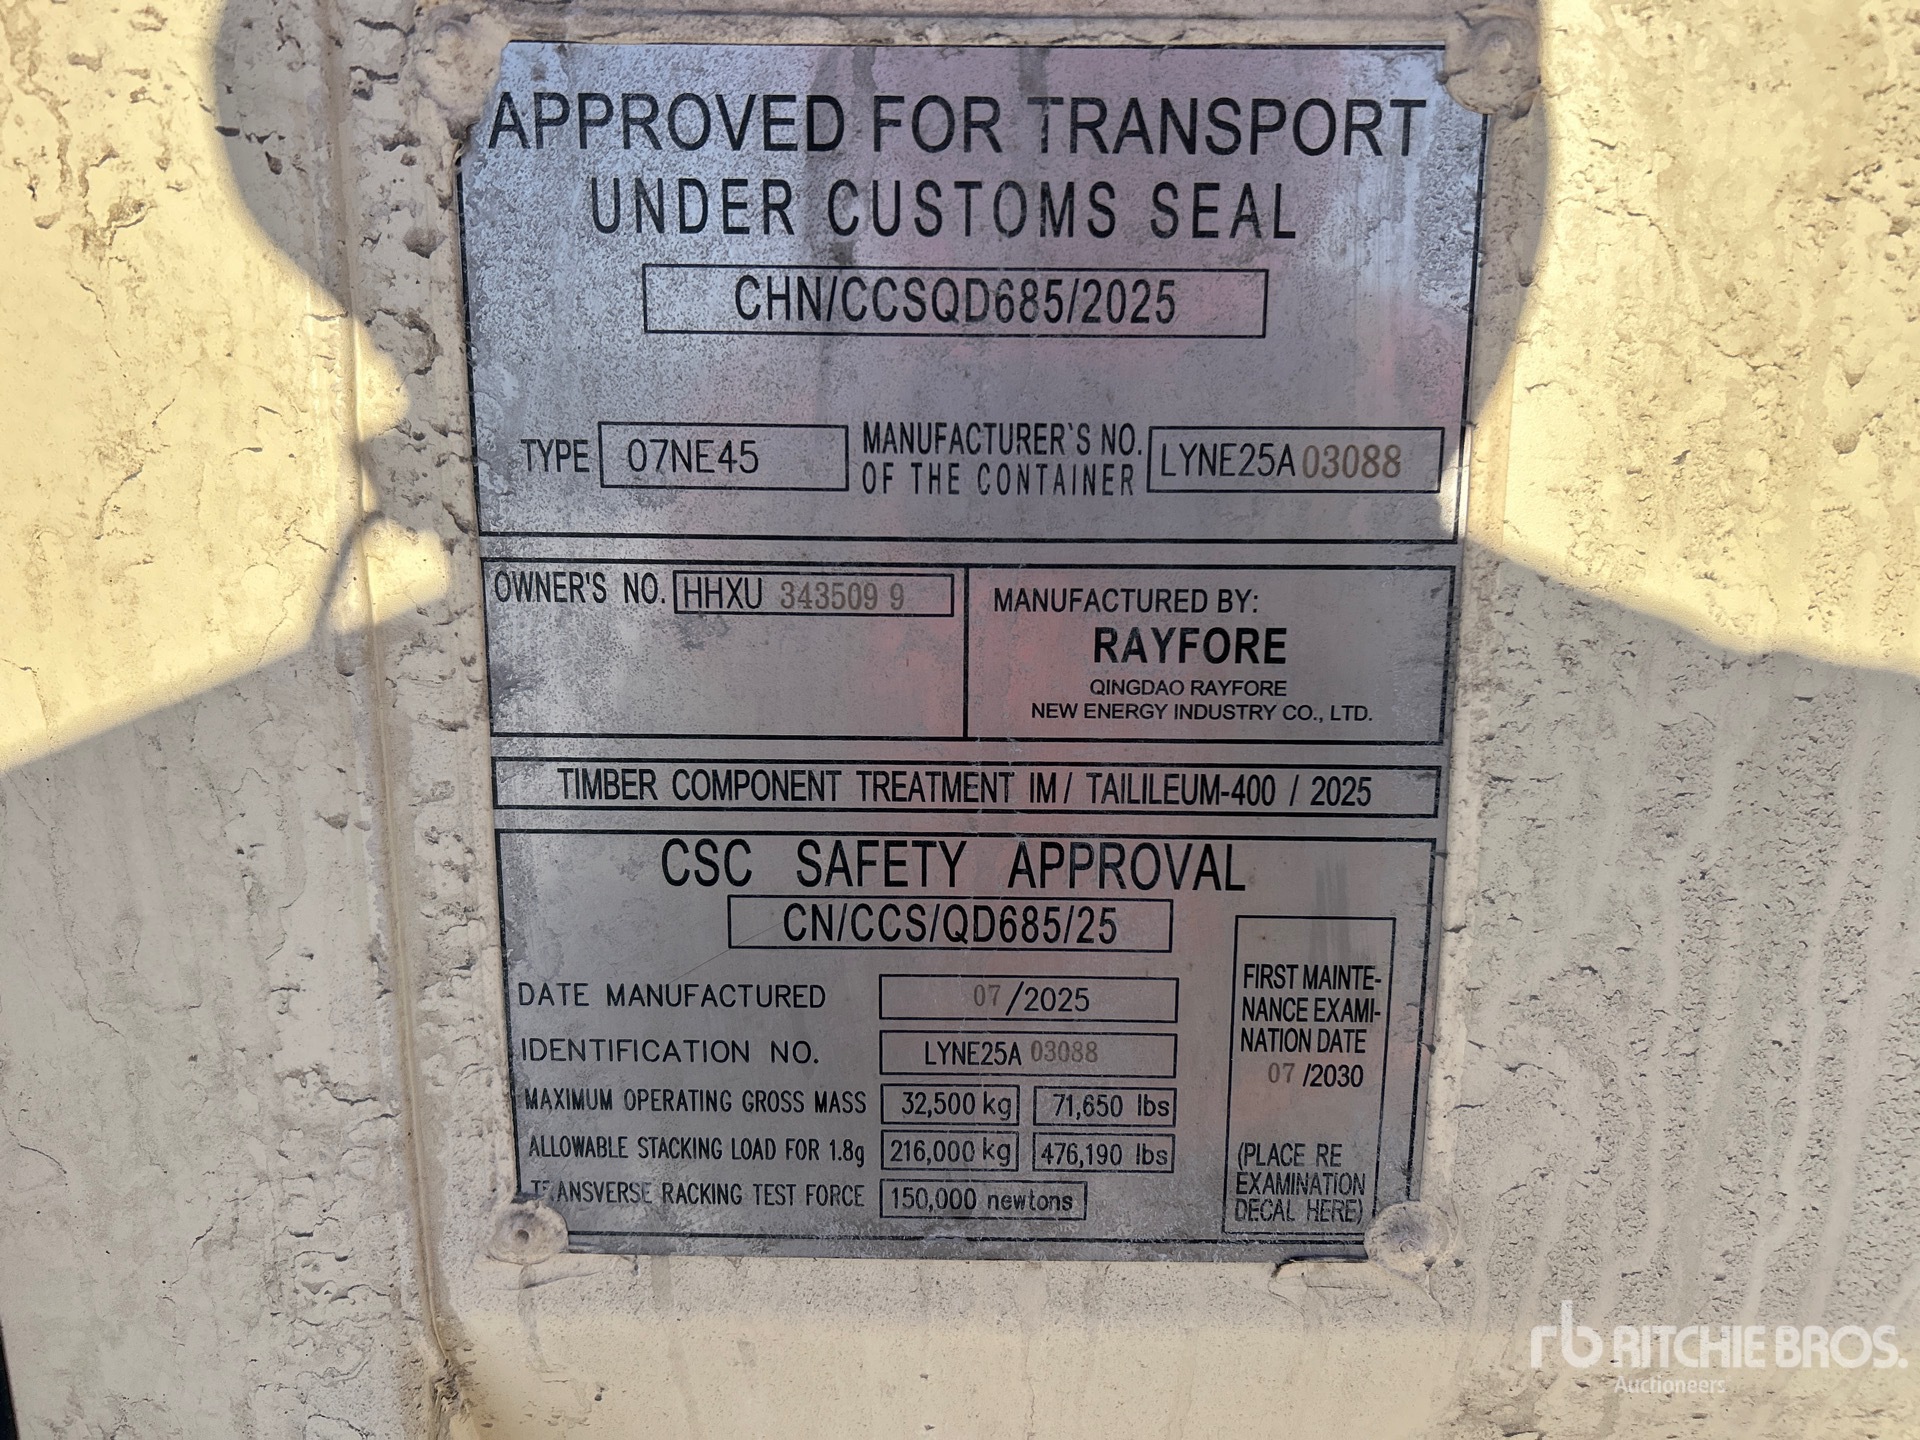 APPROVED FOR TRANSPORT
UNDER CUSTOMS SEAL
CHN/CCSQD685/2025
TYPE 07NE45 MANUFACTURER'S NO. OF THE CONTAINER LYNE25A 03088
OWNER'S NO. HHXU 343509 9
MANUFACTURED BY:
RAYFORE
QINGDAO RAYFORE
NEW ENERGY INDUSTRY CO., LTD.
TIMBER COMPONENT TREATMENT IM / TAILILEUM-400 / 2025
CSC SAFETY APPROVAL
CN/CCS/QD685/25
DATE MANUFACTURED 07 /2025
IDENTIFICATION NO. LYNE25A 03088
MAXIMUM OPERATING GROSS MASS 32,500 kg 71,650 lbs
ALLOWABLE STACKING LOAD FOR 1.8g 216,000 kg 476,190 lbs
TRANSVERSE RACKING TEST FORCE 150,000 newtons
FIRST MAINTE-
NANCE EXAMI-
NATION DATE
07 /2030
(PLACE RE
EXAMINATION
DECAL HERE)
rb RITCHIE BROS.
Auctioneers